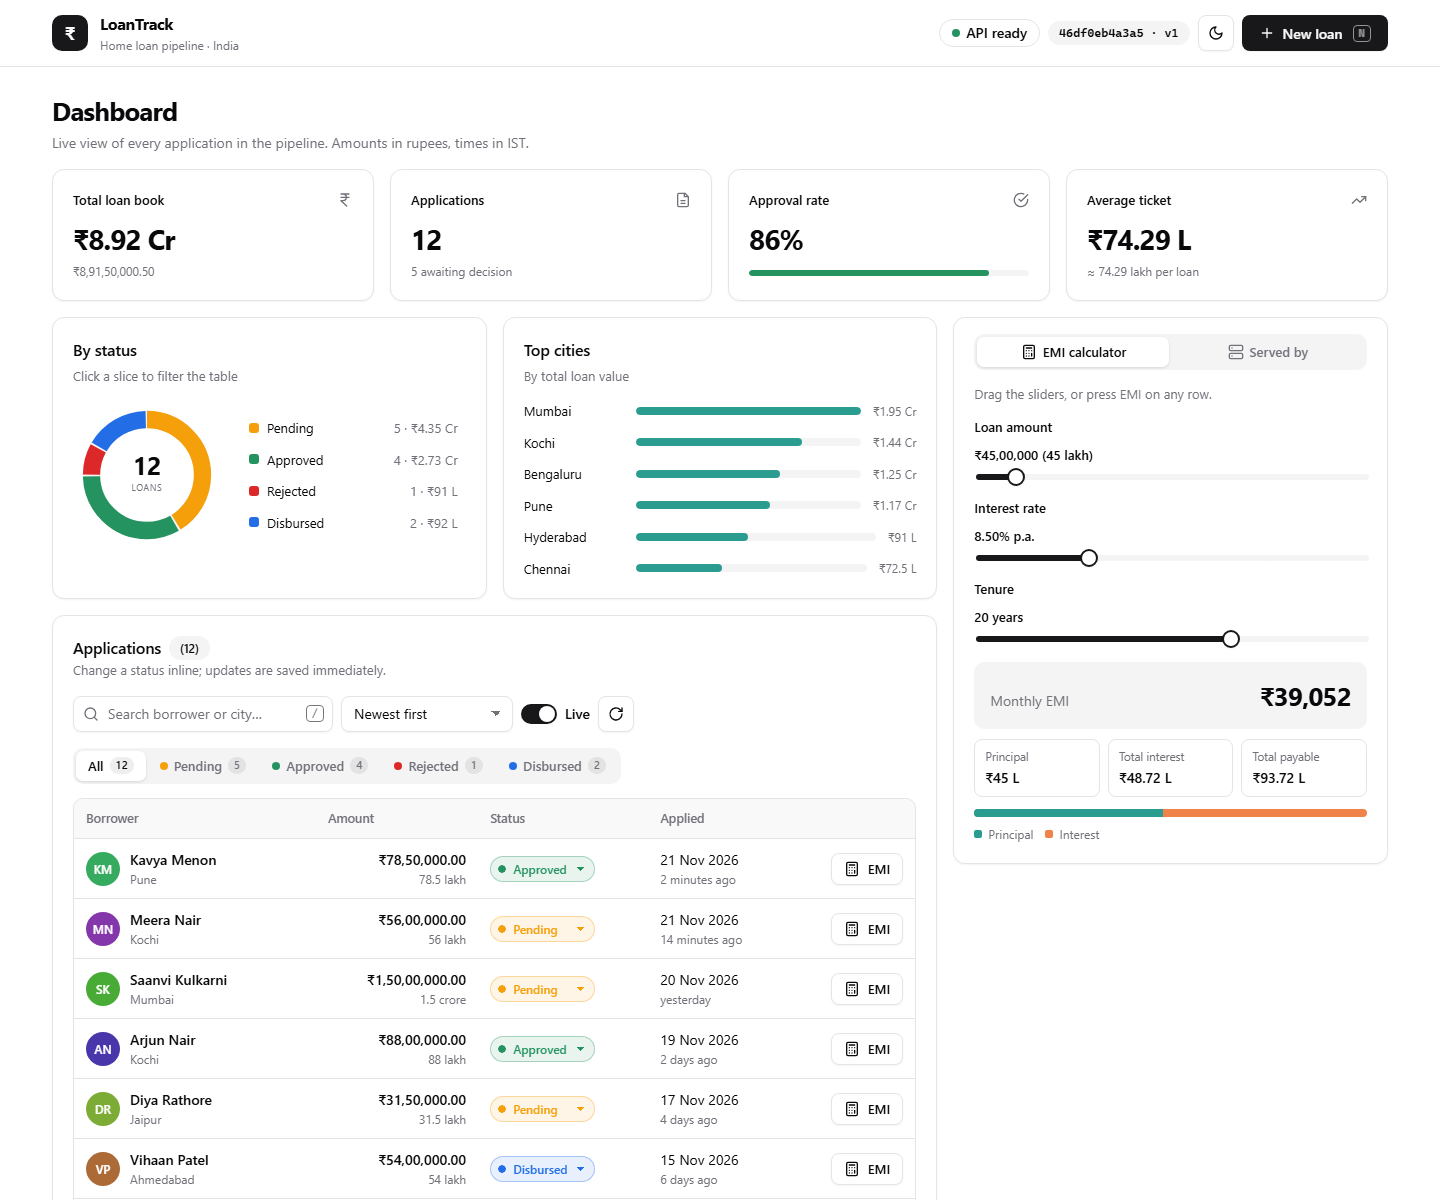 ₹
LoanTrack
Home loan pipeline · India
API ready
46df0eb4a3a5 · v1
New loan N
Dashboard
Live view of every application in the pipeline. Amounts in rupees, times in IST.
Total loan book
₹8.92 Cr
₹8,91,50,000.50
Applications
12
5 awaiting decision
Approval rate
86%
Average ticket
₹74.29 L
≈ 74.29 lakh per loan
By status
Click a slice to filter the table
12
LOANS
Pending 5 · ₹4.35 Cr
Approved 4 · ₹2.73 Cr
Rejected 1 · ₹91 L
Disbursed 2 · ₹92 L
Top cities
By total loan value
Mumbai ₹1.95 Cr
Kochi ₹1.44 Cr
Bengaluru ₹1.25 Cr
Pune ₹1.17 Cr
Hyderabad ₹91 L
Chennai ₹72.5 L
EMI calculator
Served by
Drag the sliders, or press EMI on any row.
Loan amount
₹45,00,000 (45 lakh)
Interest rate
8.50% p.a.
Tenure
20 years
Monthly EMI ₹39,052
Principal
₹45 L
Total interest
₹48.72 L
Total payable
₹93.72 L
Principal Interest
Applications (12)
Change a status inline; updates are saved immediately.
Search borrower or city... /
Newest first
Live
All 12
Pending 5
Approved 4
Rejected 1
Disbursed 2
Borrower Amount Status Applied
KM Kavya Menon ₹78,50,000.00 Approved 21 Nov 2026 EMI
Pune 78.5 lakh 2 minutes ago
MN Meera Nair ₹56,00,000.00 Pending 21 Nov 2026 EMI
Kochi 56 lakh 14 minutes ago
SK Saanvi Kulkarni ₹1,50,00,000.00 Pending 20 Nov 2026 EMI
Mumbai 1.5 crore yesterday
AN Arjun Nair ₹88,00,000.00 Approved 19 Nov 2026 EMI
Kochi 88 lakh 2 days ago
DR Diya Rathore ₹31,50,000.00 Pending 17 Nov 2026 EMI
Jaipur 31.5 lakh 4 days ago
VP Vihaan Patel ₹54,00,000.00 Disbursed 15 Nov 2026 EMI
Ahmedabad 54 lakh 6 days ago